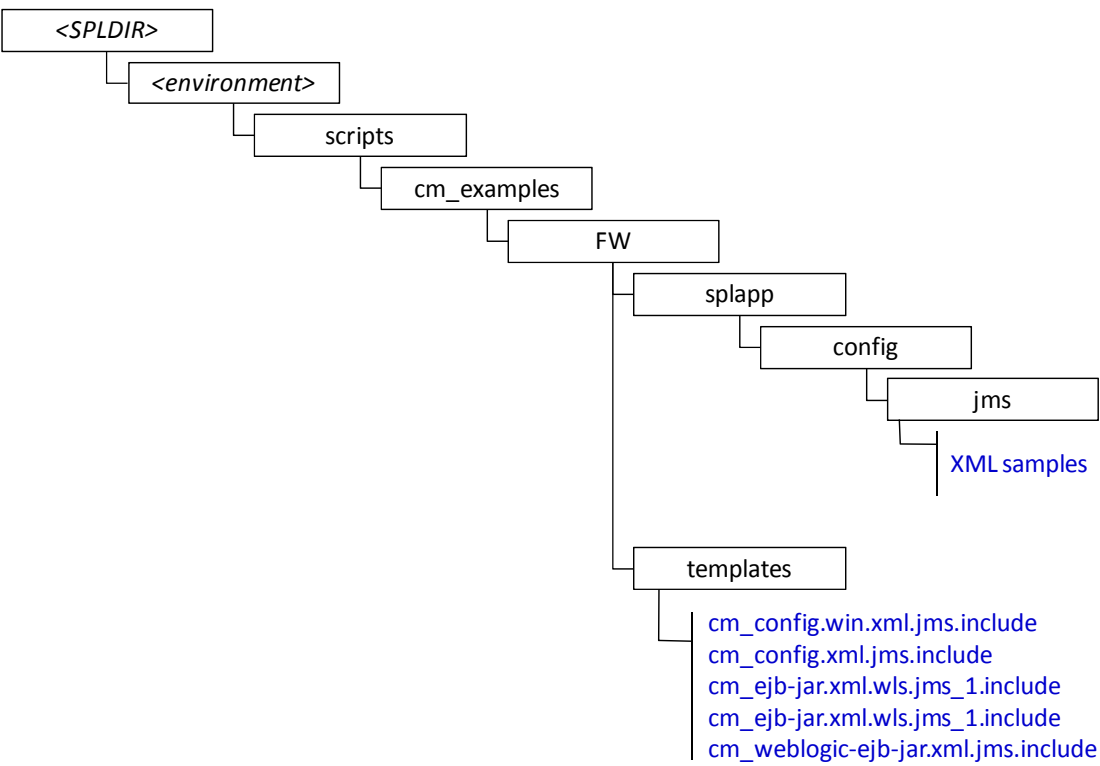 <SPLDIR>
<environment>
scripts
cm_examples
FW
splapp
config
jms
XML samples
templates
cm_config.win.xml.jms.include
cm_config.xml.jms.include
cm_ejb-jar.xml.wls.jms_1.include
cm_ejb-jar.xml.wls.jms_1.include
cm_weblogic-ejb-jar.xml.jms.include